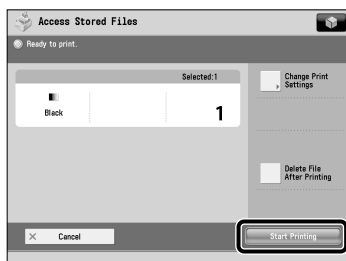 Access Stored Files
Ready to print.
Selected:1
Black
1
Change Print
Settings
Delete File
After Printing
× Cancel
Start Printing